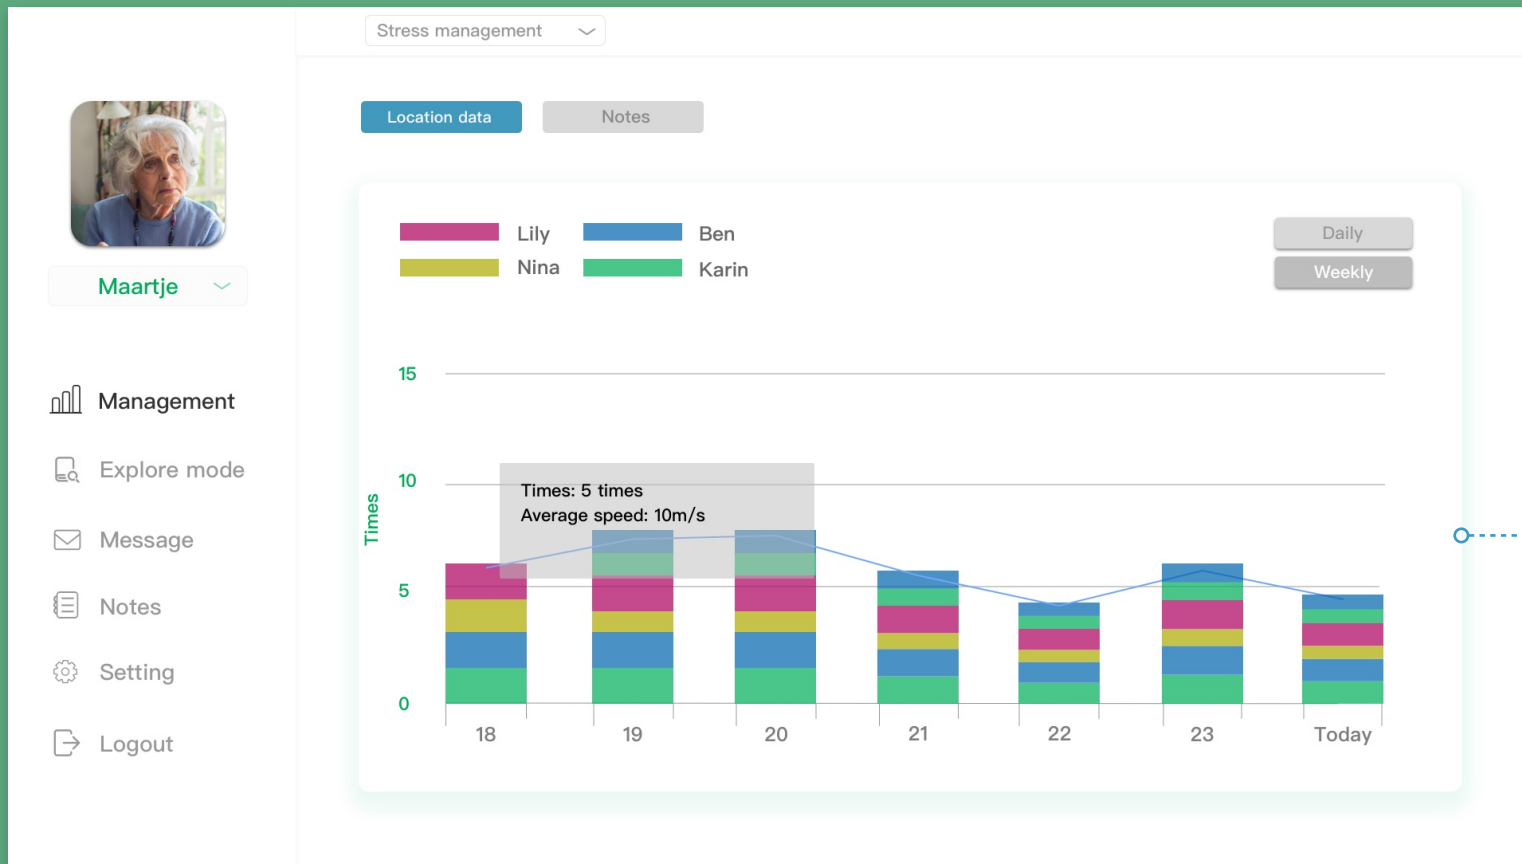 Stress management
Location data
Notes
Maartje
Management
Explore mode
Message
Notes
Setting
Logout
Lily
Ben
Nina
Karin
Daily
Weekly
15
10
5
0
Times
Times: 5 times
Average speed: 10m/s
18
19
20
21
22
23
Today